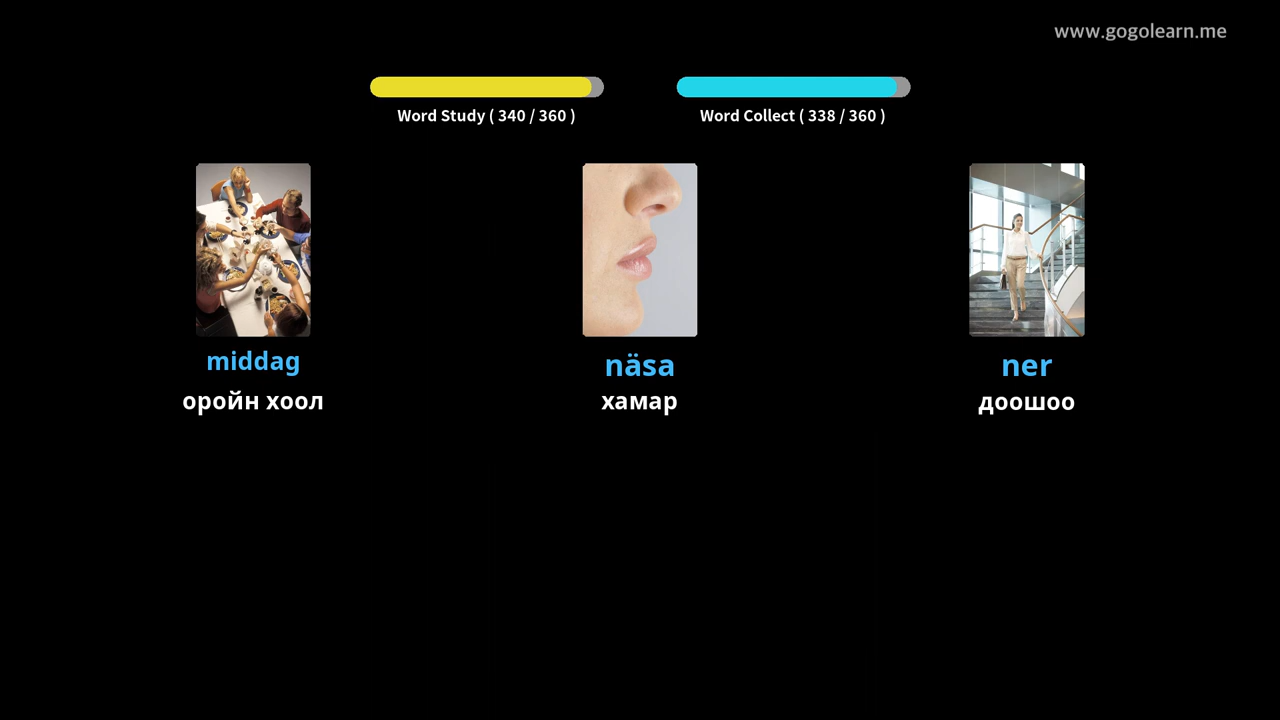 www.gogolearn.me
Word Study ( 340 / 360 )
Word Collect ( 338 / 360 )
middag
оройн хоол
näsa
хамар
ner
доошоо